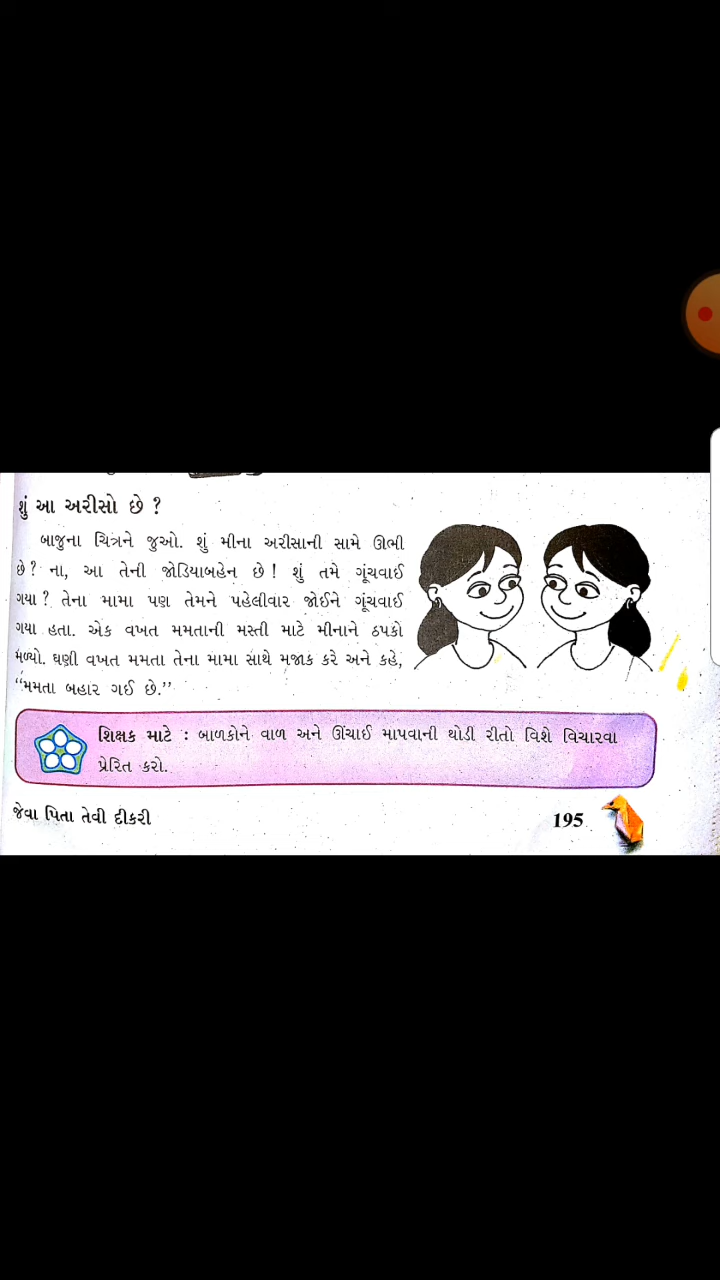 શું આ અરીસો છે ?
બાજુના ચિત્રને જુઓ. શું મીના અરીસાની સામે ઊભી
છે? ના, આ તેની જોડિયાબહેન છે ! શું તમે ગૂંચવાઈ
ગયા ? તેના મામા પણ તેમને પહેલીવાર જોઈને ગૂંચવાઈ
ગયા હતા. એક વખત મમતાની મસ્તી માટે મીનાને ઠપકો
મળ્યો. ઘણી વખત મમતા તેના મામા સાથે મજાક કરે અને કહે,
“મમતા બહાર ગઈ છે.”
શિક્ષક માટે : બાળકોને વાળ અને ઊંચાઈ માપવાની થોડી રીતો વિશે વિચારવા
પ્રેરિત કરો.
જેવા પિતા તેવી દીકરી
195